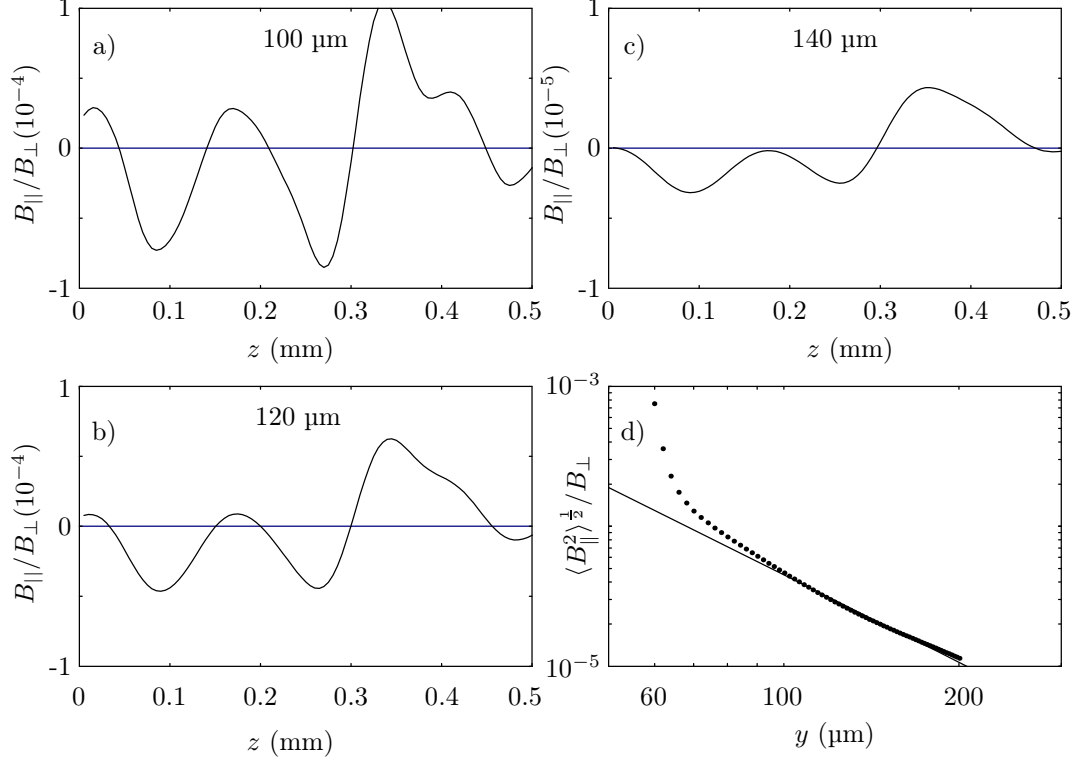 a)
100 µm
B||/B⊥(10⁻⁴)
1
0
-1
0 0.1 0.2 0.3 0.4 0.5
z (mm)
c)
140 µm
B||/B⊥(10⁻⁵)
1
0
-1
0 0.1 0.2 0.3 0.4 0.5
z (mm)
b)
120 µm
B||/B⊥(10⁻⁴)
1
0
-1
0 0.1 0.2 0.3 0.4 0.5
z (mm)
d)
⟨B²||⟩^½/B⊥
10⁻³
10⁻⁵
60 100 200
y (µm)